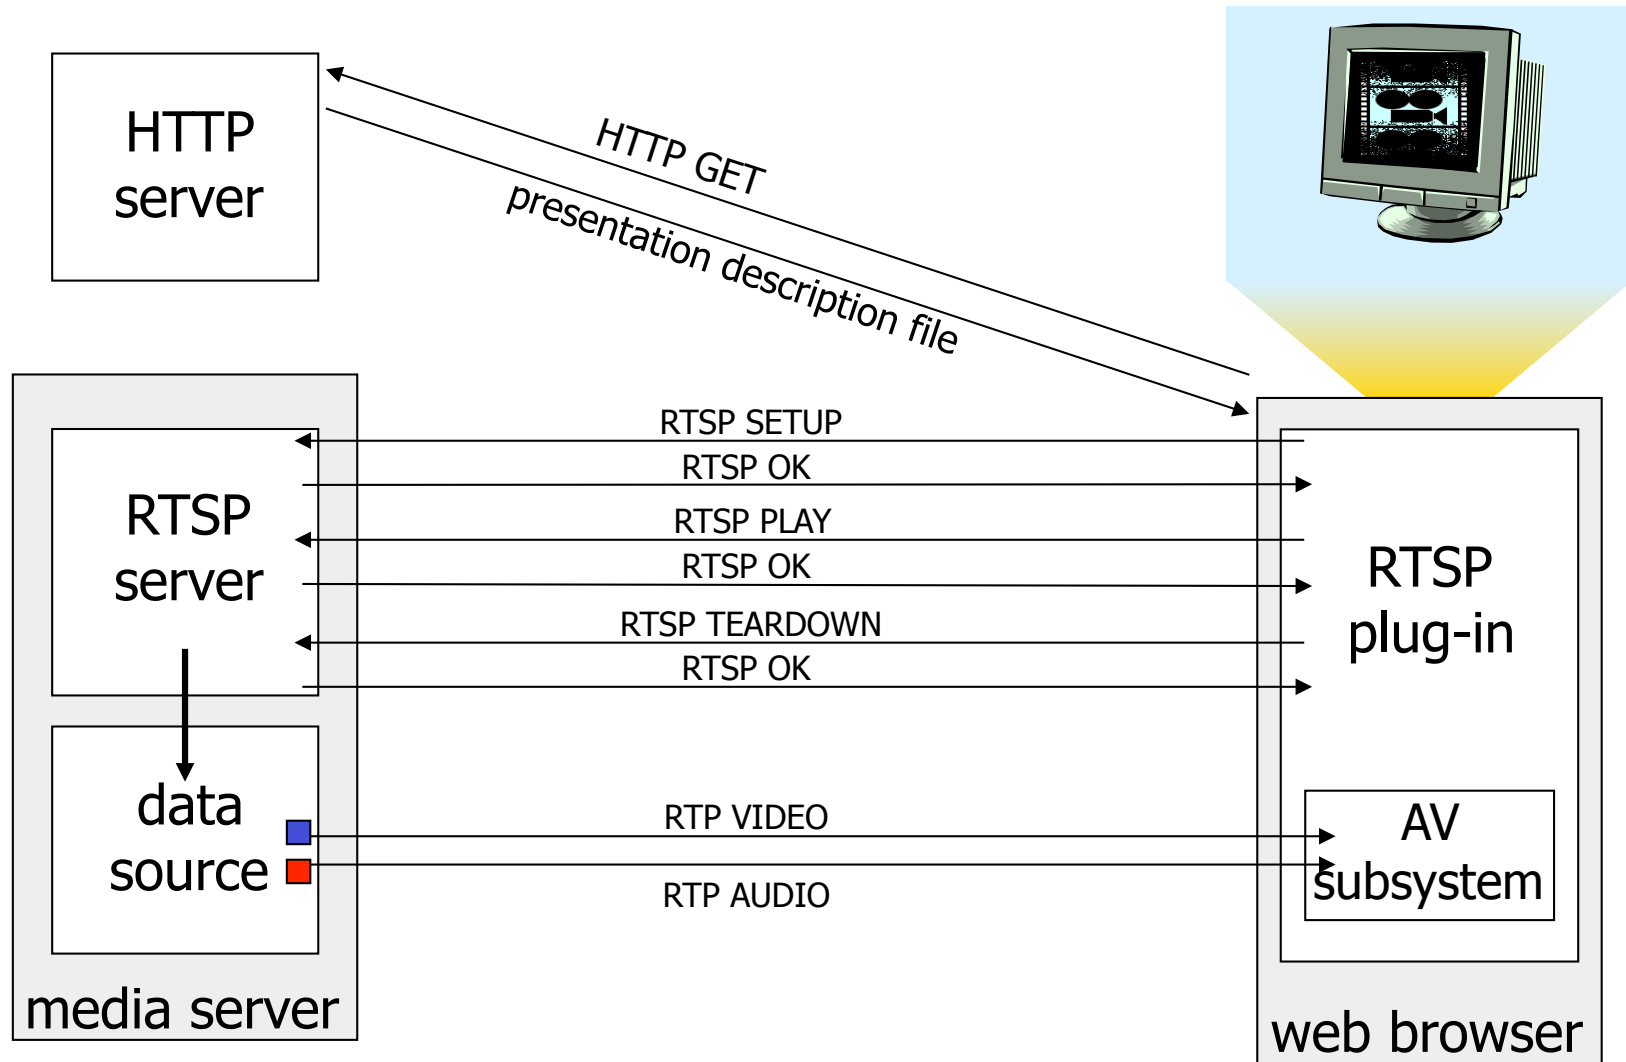 HTTP
server
HTTP GET
presentation description file
RTSP SETUP
RTSP OK
RTSP PLAY
RTSP OK
RTSP TEARDOWN
RTSP OK
RTSP
server
RTSP
plug-in
data
source
RTP VIDEO
RTP AUDIO
AV
subsystem
media server
web browser